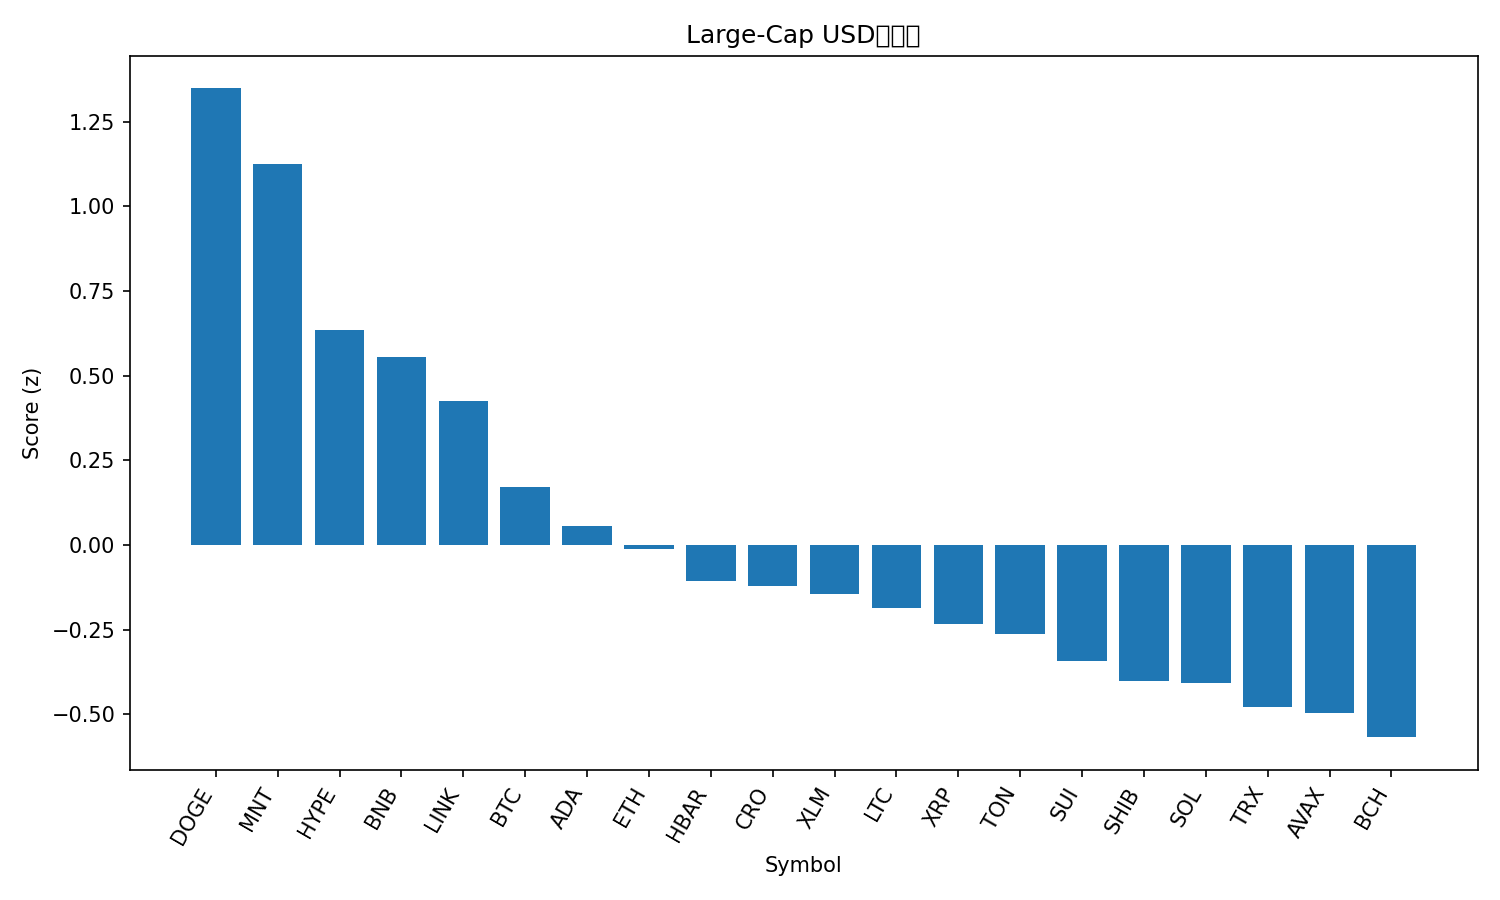 Large-Cap USD
Score (z)
1.25
1.00
0.75
0.50
0.25
0.00
−0.25
−0.50
DOGE
MNT
HYPE
BNB
LINK
BTC
ADA
ETH
HBAR
CRO
XLM
LTC
XRP
TON
SUI
SHIB
SOL
TRX
AVAX
BCH
Symbol